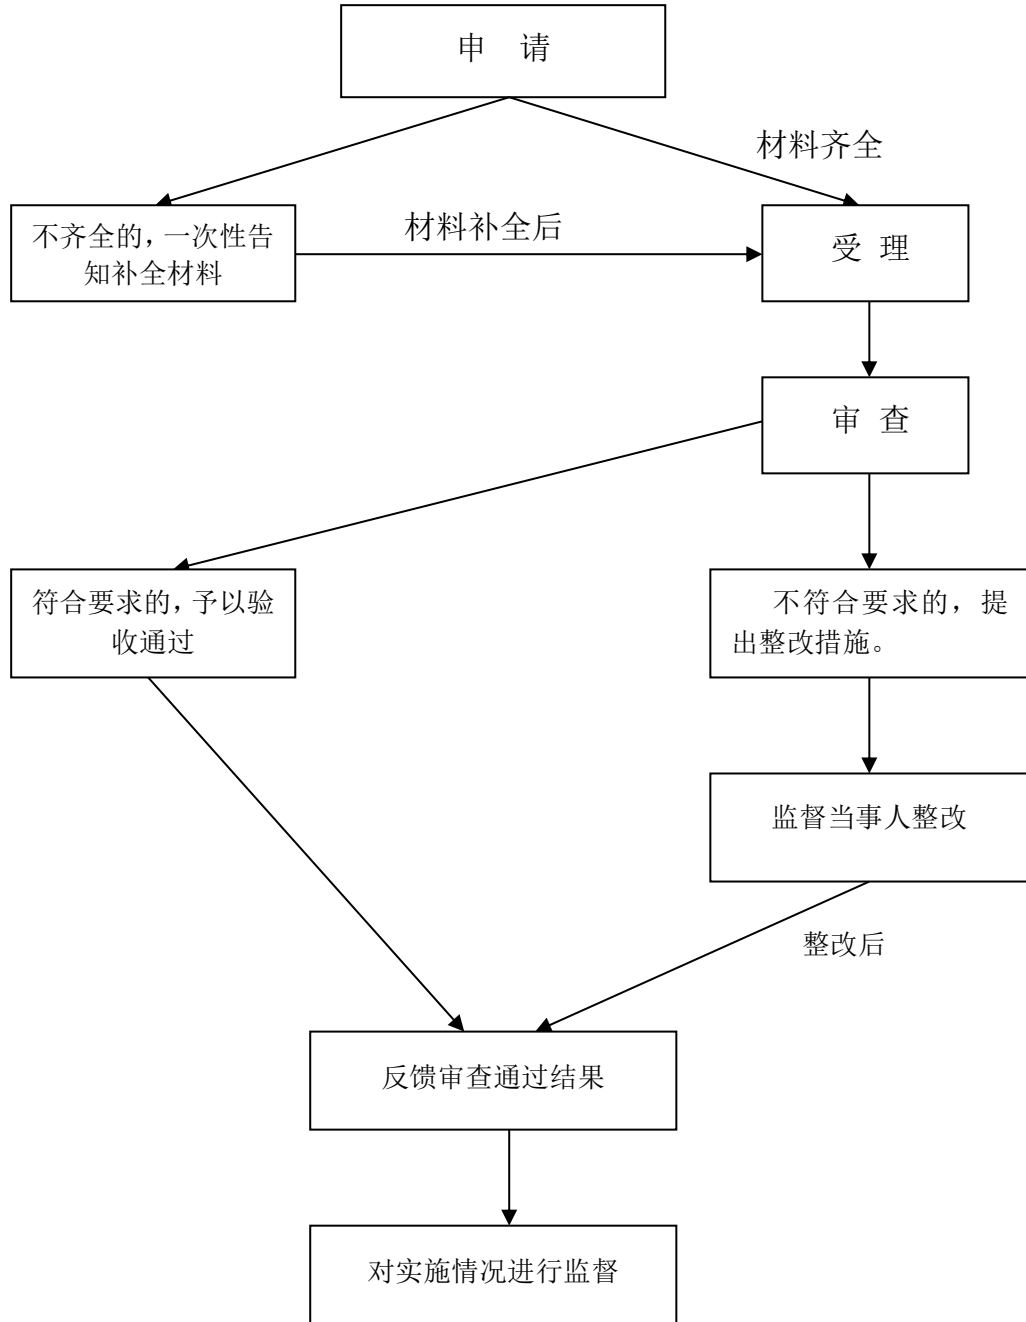 申 请
材料齐全
不齐全的，一次性告
知补全材料
材料补全后
受 理
审 查
符合要求的，予以验
收通过
不符合要求的，提
出整改措施。
监督当事人整改
整改后
反馈审查通过结果
对实施情况进行监督